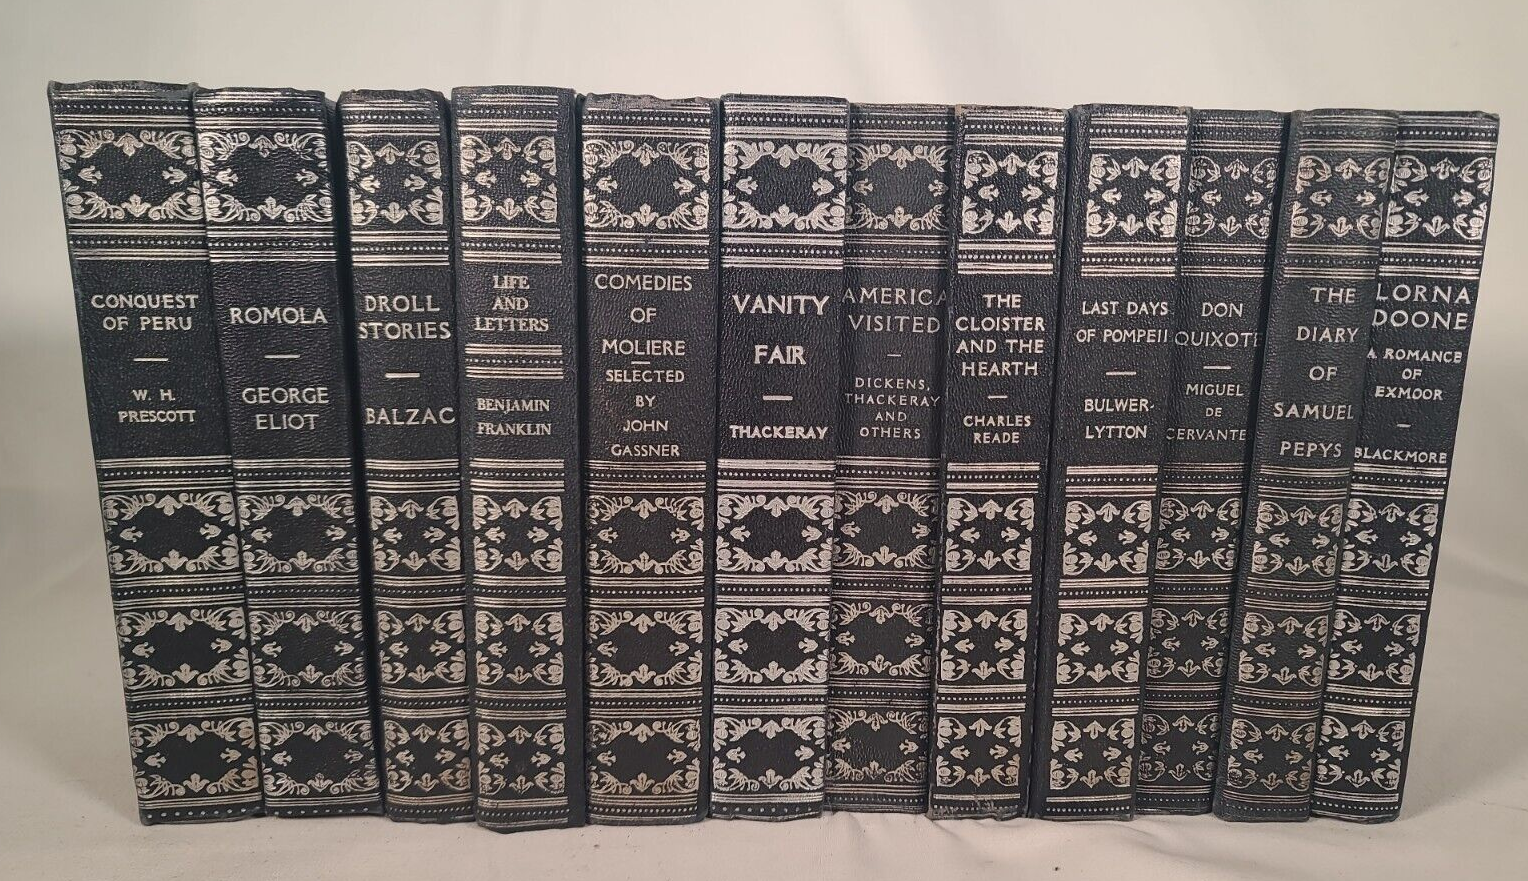 CONQUEST
OF PERU
W. H.
PRESCOTT
ROMOLA
GEORGE
ELIOT
DROLL
STORIES
BALZAC
LIFE
AND
LETTERS
BENJAMIN
FRANKLIN
COMEDIES
OF
MOLIERE
SELECTED
BY
JOHN
GASSNER
VANITY
FAIR
THACKERAY
AMERICA
VISITED
DICKENS,
THACKERAY
AND
OTHERS
THE
CLOISTER
AND THE
HEARTH
CHARLES
READE
LAST DAYS
OF POMPEII
BULWER-
LYTTON
DON
QUIXOTE
MIGUEL
DE
CERVANTE
THE
DIARY
OF
SAMUEL
PEPYS
LORNA
DOONE
A ROMANCE
OF
EXMOOR
BLACKMORE